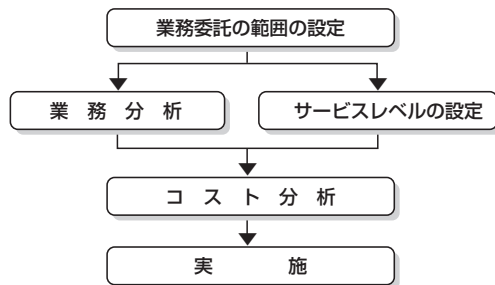 業務委託の範囲の設定
業務分析
サービスレベルの設定
コスト分析
実施